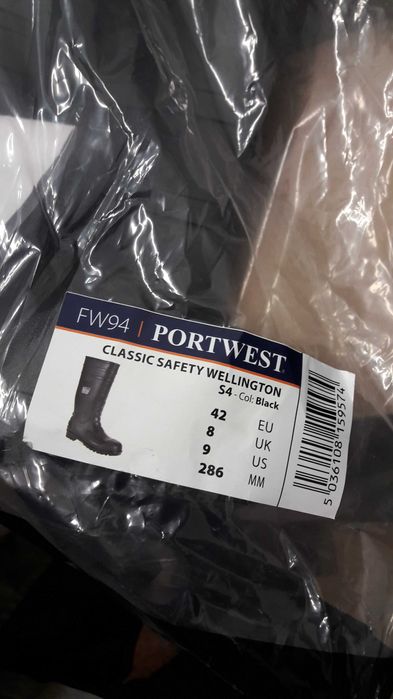 FW94 | PORTWEST
CLASSIC SAFETY WELLINGTON
S4 - Col: Black
42 EU
8 UK
9 US
286 MM
5 036108 159574